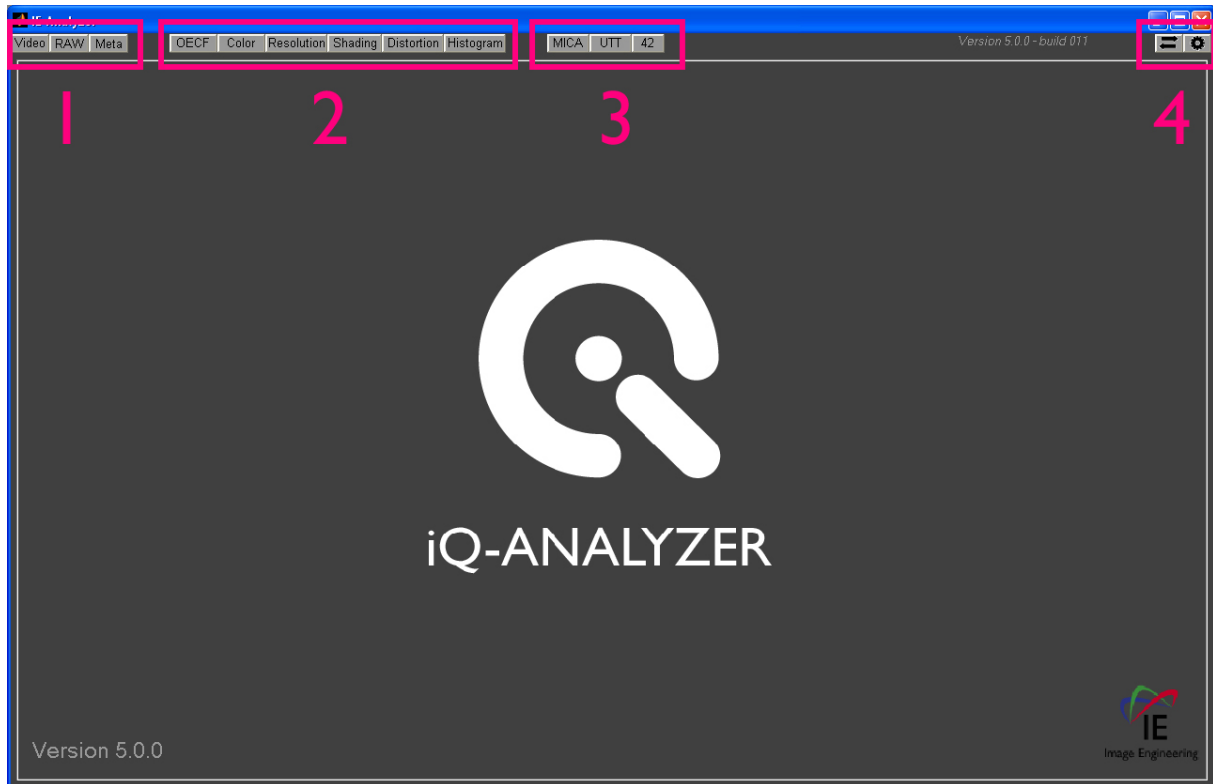 Video RAW Meta OECF Color Resolution Shading Distortion Histogram MICA UTT 42 Version 5.0.0 - build 011
1 2 3 4
iQ-ANALYZER
IE
Version 5.0.0
Image Engineering